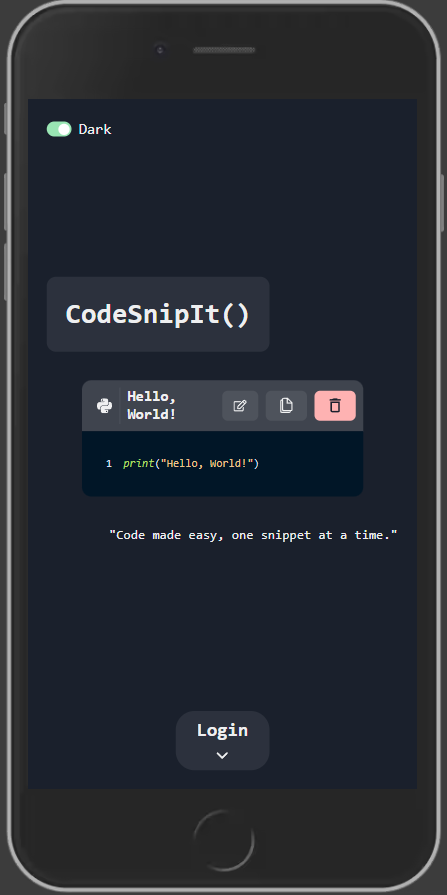 Dark
CodeSnipIt()
Hello,
World!
1 print("Hello, World!")
"Code made easy, one snippet at a time."
Login